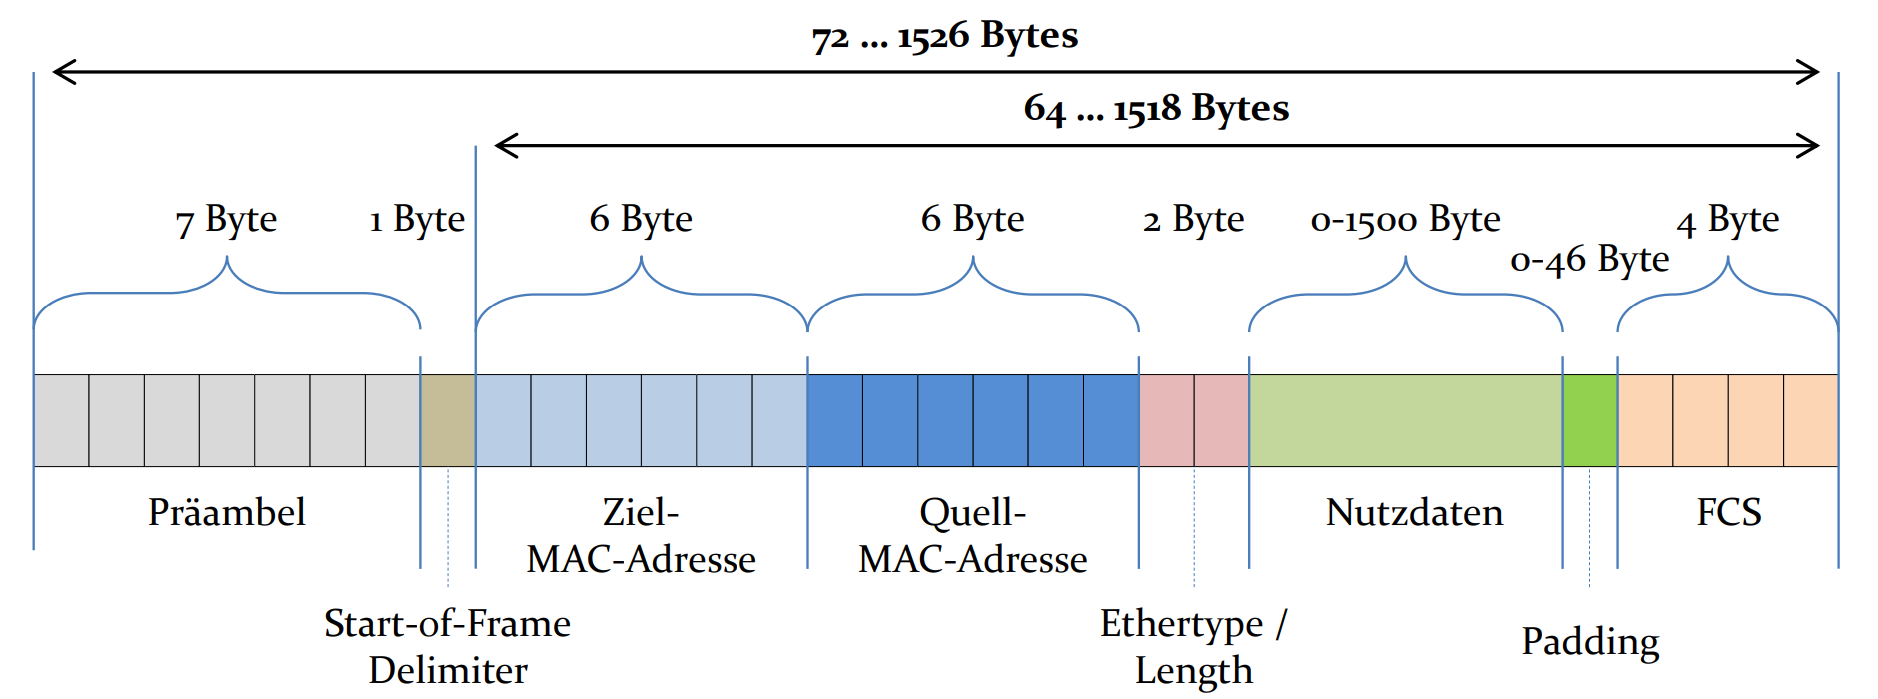 72 ... 1526 Bytes
64 ... 1518 Bytes
7 Byte
1 Byte
6 Byte
6 Byte
2 Byte
0-1500 Byte
0-46 Byte
4 Byte
Präambel
Start-of-Frame
Delimiter
Ziel-
MAC-Adresse
Quell-
MAC-Adresse
Ethertype /
Length
Nutzdaten
Padding
FCS